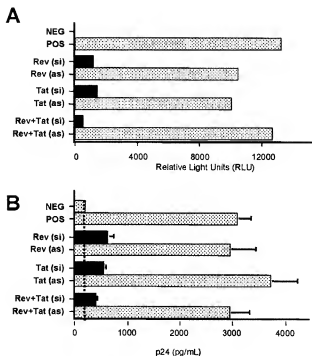 A
NEG
POS
Rev (si)
Rev (as)
Tat (si)
Tat (as)
Rev+Tat (si)
Rev+Tat (as)
0 4000 8000 12000
Relative Light Units (RLU)
B
NEG
POS
Rev (si)
Rev (as)
Tat (si)
Tat (as)
Rev+Tat (si)
Rev+Tat (as)
0 1000 2000 3000 4000
p24 (pg/mL)